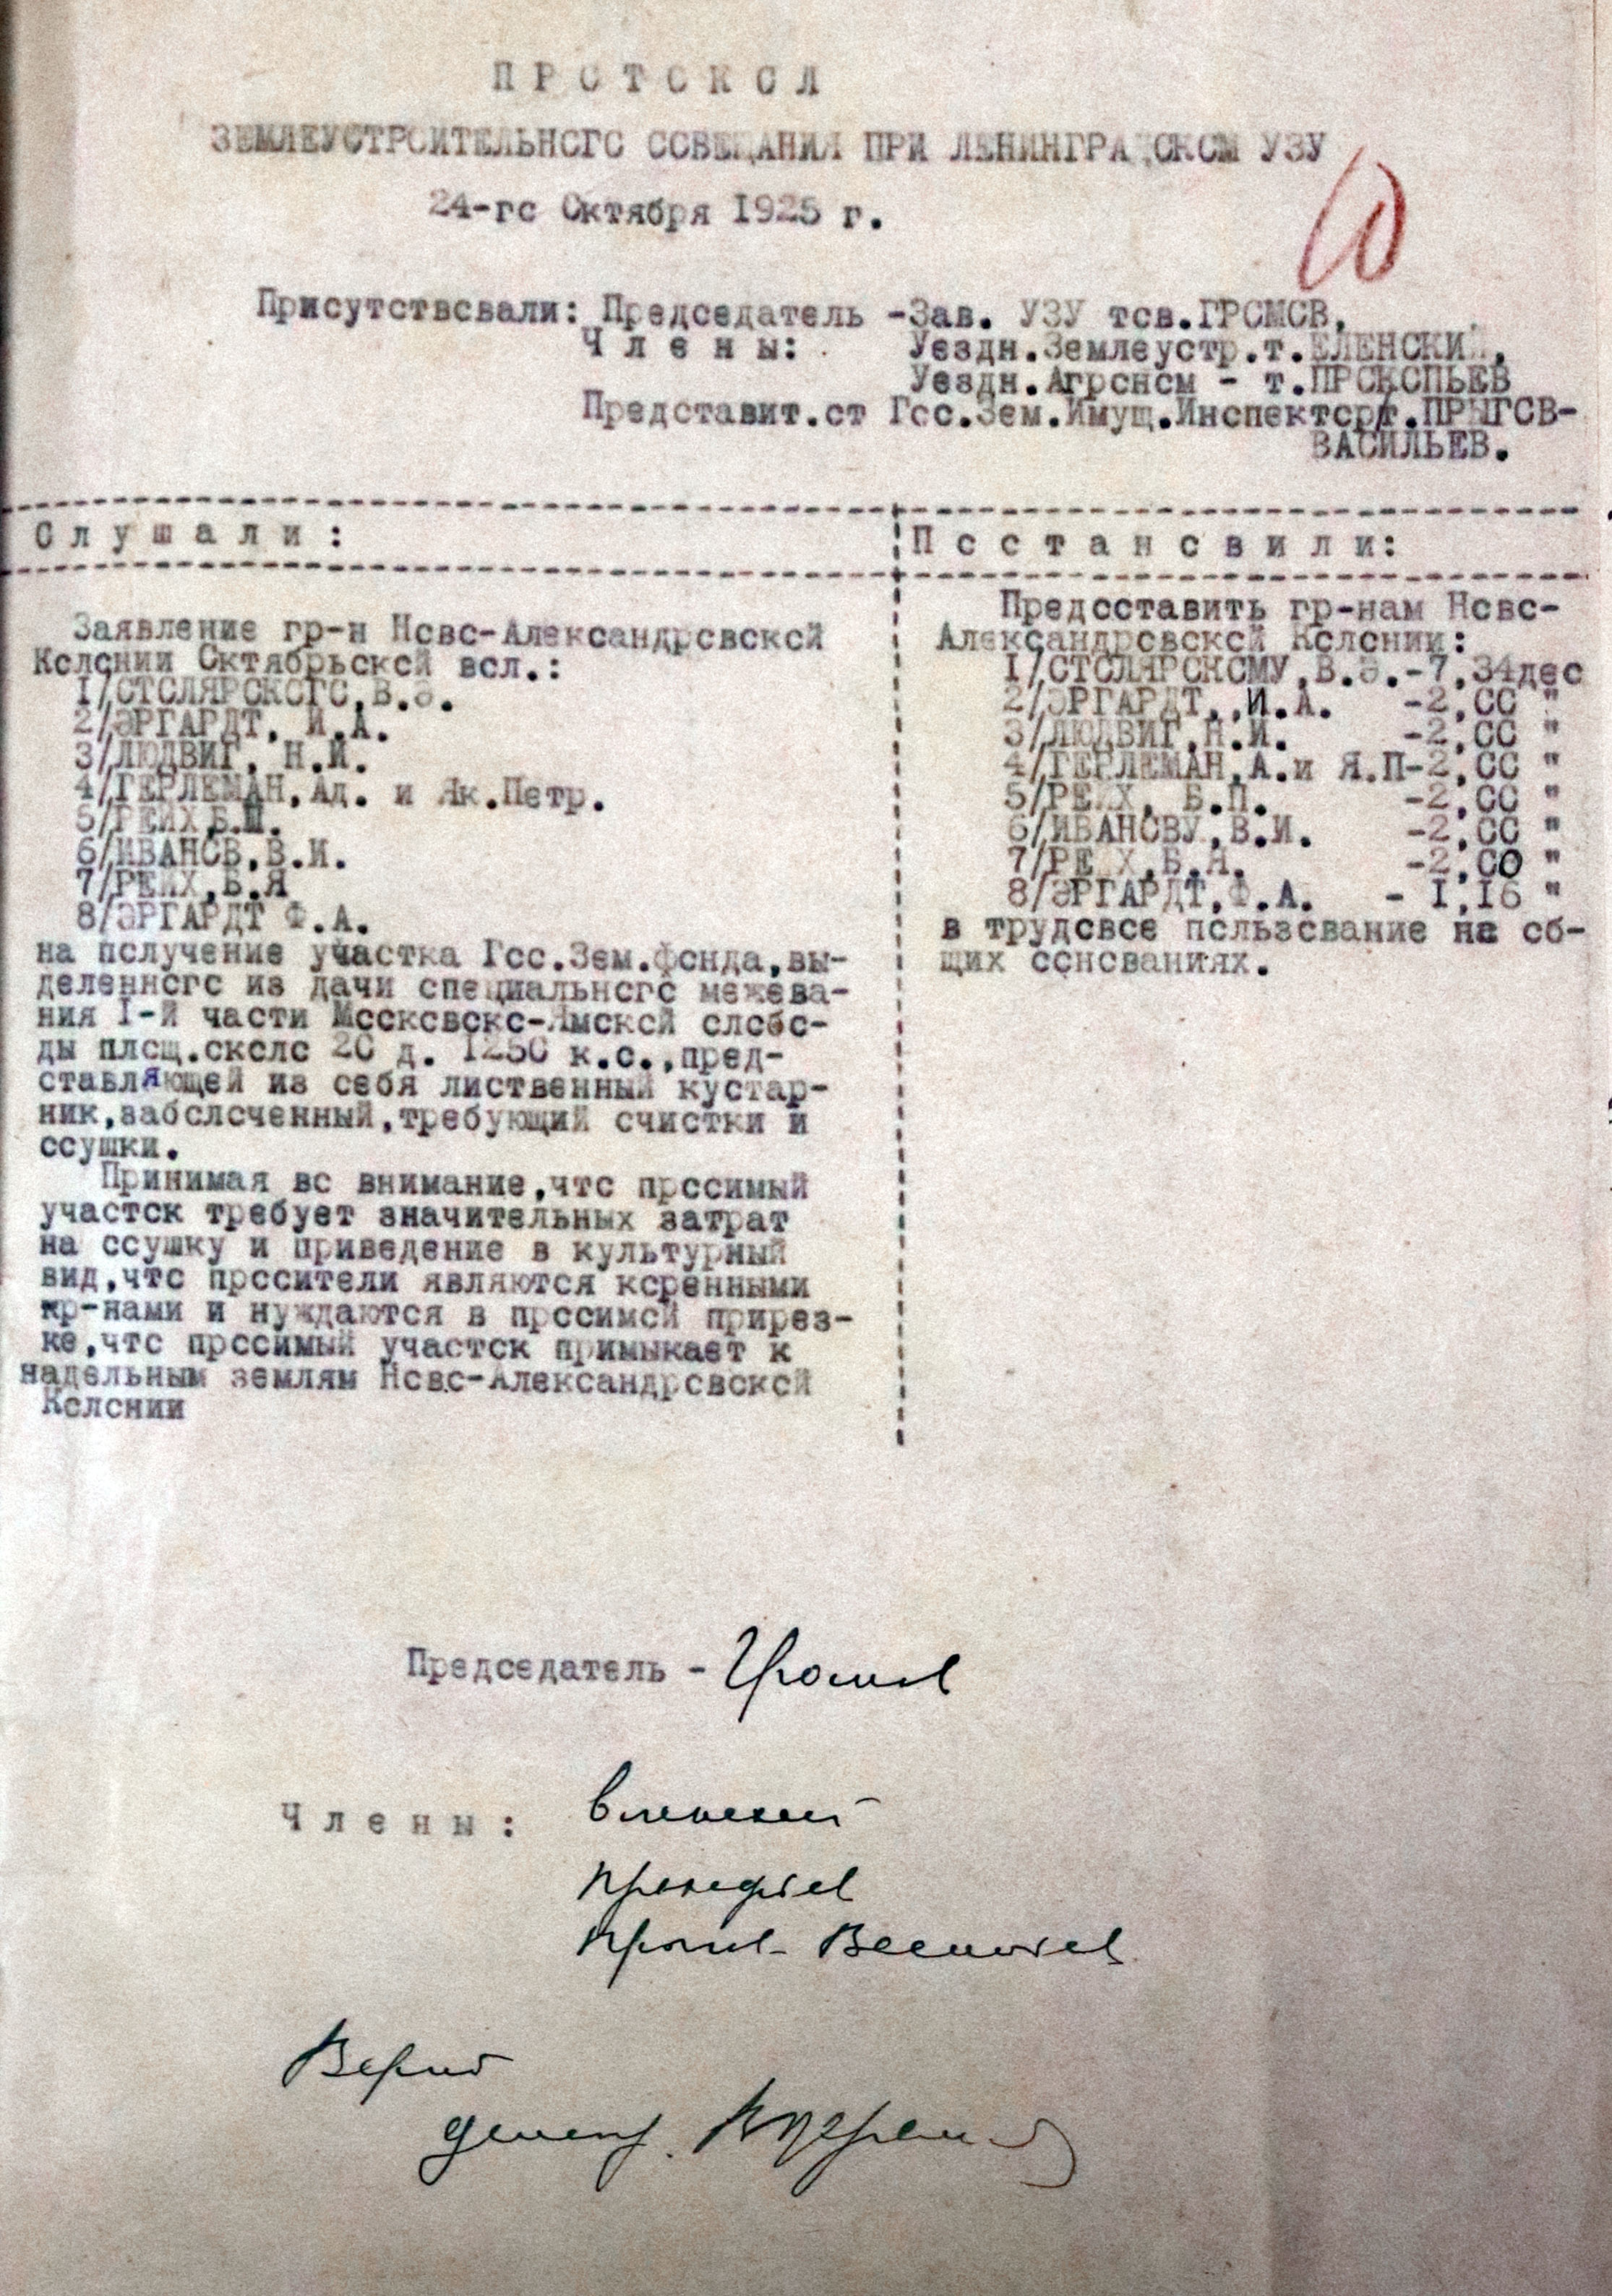 ПРОТОКОЛ
ЗЕМЛЕУСТРОИТЕЛЬНОГО СОВЕЩАНИЯ ПРИ ЛЕНИНГРАДСКОМ УЗУ
24-го Октября 1925 г.
10
Присутствовали: Председатель -Зав. УЗУ тов.ГРОМОВ,
Члены: Уездн.Землеустр.т.ЕЛЕНСКИЙ,
Уездн.Агроном - т.ПРОКОПЬЕВ
Представит.от Гос.Зем.Имущ.Инспектор/т.ПРЫГОВ-
ВАСИЛЬЕВ.
Слушали:
Заявление гр-н Ново-Александровской
Колонии Октябрьской вол.:
1/,СТОЛЯРСКОГО,В.Э.
2/,ЭРГАРДТ, И.А.
3/ЛЮДВИГ, Н.И.
4/,ГЕРЛЕМАН,Ад. и Як.Петр.
5/РЕЙХ,Б.П.
6/,ИВАНОВ,В.И.
7/РЕЙХ,Б.Я
8/ЭРГАРДТ Ф.А.
на получение участка Гос.Зем.фонда,вы-
деленного из дачи специального межева-
ния I-й части Московско-Ямской слобо-
ды площ.около 20 д. 1250 к.с.,пред-
ставляющей из себя лиственный кустар-
ник,заболоченный,требующий счистки и
осушки.
Принимая во внимание,что просимый
участок требует значительных затрат
на осушку и приведение в культурный
вид,что просители являются коренными
кр-нами и нуждаются в просимой прирез-
ке,что просимый участок примыкает к
надельным землям Ново-Александровской
Колонии
Постановили:
Предоставить гр-нам Ново-
Александровской Колонии:
1/,СТОЛЯРСКОМУ,В.Э.-7,34дес
2/ЭРГАРДТ,,И.А. -2,00 "
3/ЛЮДВИГ,Н.И. -2,00 "
4/ГЕРЛЕМАН,А.и Я.П-2,00 "
5/РЕЙХ, Б.П. -2,00 "
6/ИВАНОВУ,В.И. -2,00 "
7/РЕЙХ,Б.Я. -2,00 "
8/ЭРГАРДТ,Ф.А. - 1,16 "
в трудовое пользование на об-
щих основаниях.
Председатель - Громов
Члены: Еленский
Прокопьев
Прыгов-Васильев
Верно